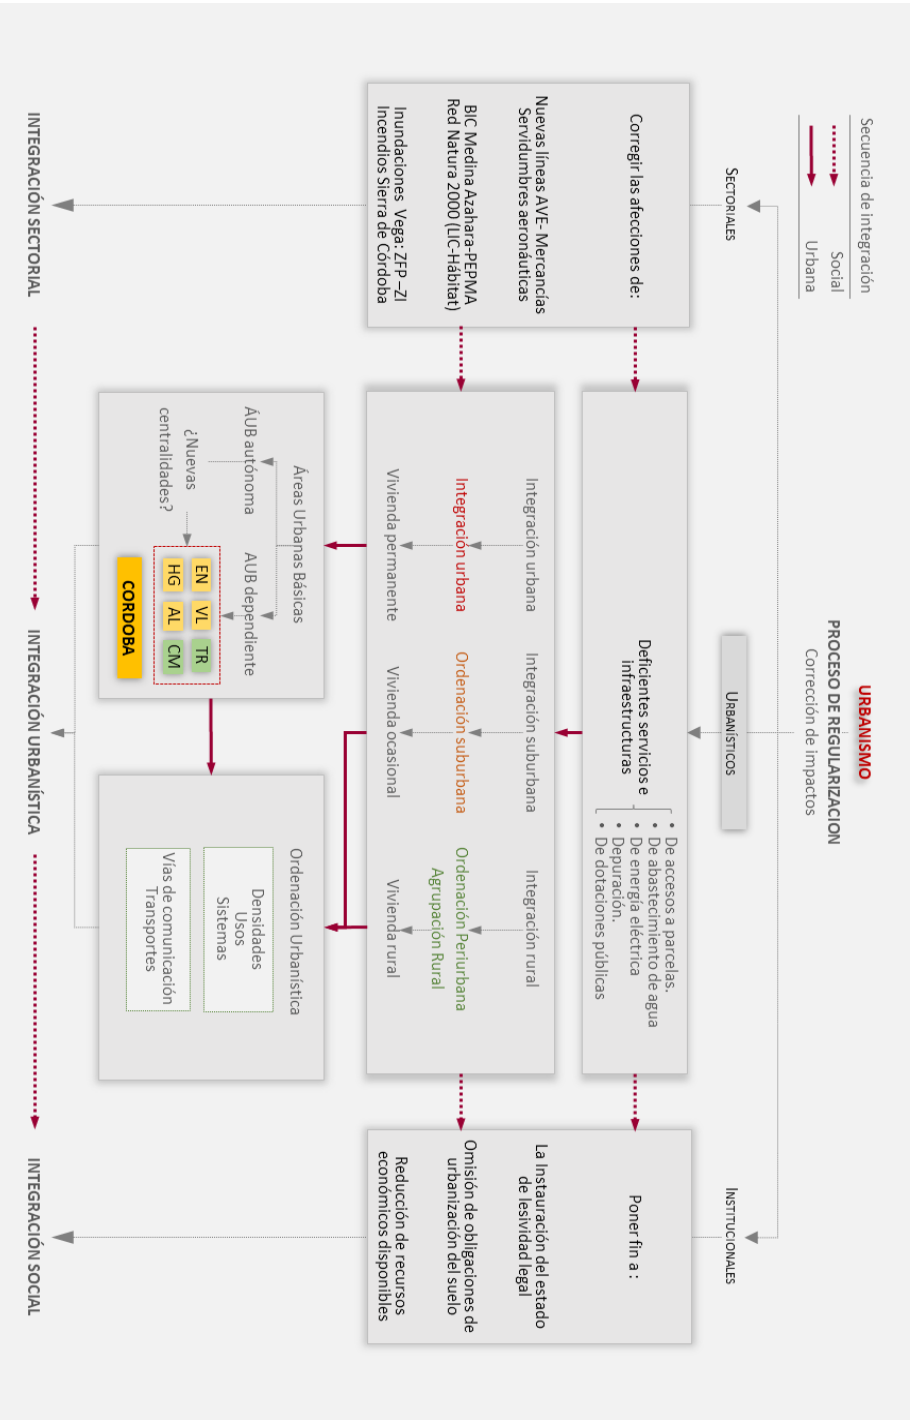 URBANISMO
PROCESO DE REGULARIZACION
Corrección de impactos
Secuencia de integración
Social
Urbana
SECTORIALES
URBANÍSTICOS
INSTITUCIONALES
Corregir las afecciones de:
Nuevas líneas AVE- Mercancías
Servidumbres aeronáuticas
BIC Medina Azahara-PEPMA
Red Natura 2000 (LIC-Hábitat)
Inundaciones Vega: ZFP –ZI
Incendios Sierra de Córdoba
Deficientes servicios e
infraestructuras
• De accesos a parcelas.
• De abastecimiento de agua
• De energía eléctrica
• Depuración.
• De dotaciones públicas
Poner fin a :
La Instauración del estado
de lesividad legal
Omisión de obligaciones de
urbanización del suelo
Reducción de recursos
económicos disponibles
Integración urbana
Integración suburbana
Integración rural
Integración urbana
Ordenación suburbana
Ordenación Periurbana
Agrupación Rural
Vivienda permanente
Vivienda ocasional
Vivienda rural
Áreas Urbanas Básicas
ÁUB autónoma
AUB dependiente
¿Nuevas
centralidades?
EN
VL
TR
HG
AL
CM
CORDOBA
Ordenación Urbanística
Densidades
Usos
Sistemas
Vías de comunicación
Transportes
INTEGRACIÓN SECTORIAL
INTEGRACIÓN URBANÍSTICA
INTEGRACIÓN SOCIAL